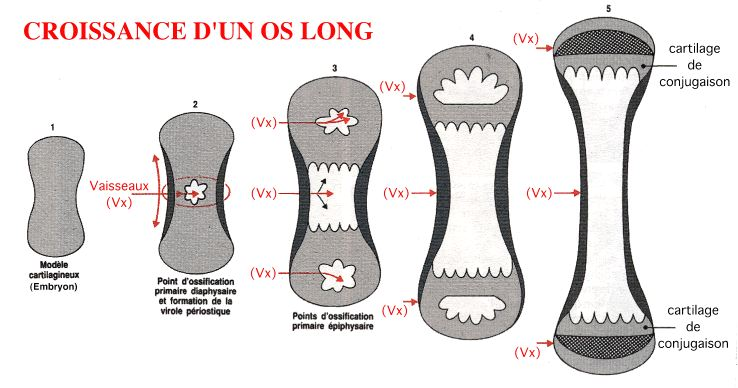 CROISSANCE D'UN OS LONG
1
Modèle
cartilagineux
(Embryon)
2
Vaisseaux
(Vx)
Point d'ossification
primaire diaphysaire
et formation de la
virole périostique
3
(Vx)
(Vx)
(Vx)
Points d'ossification
primaire épiphysaire
4
(Vx)
(Vx)
(Vx)
5
(Vx)
cartilage
de
conjugaison
(Vx)
cartilage
de
conjugaison
(Vx)